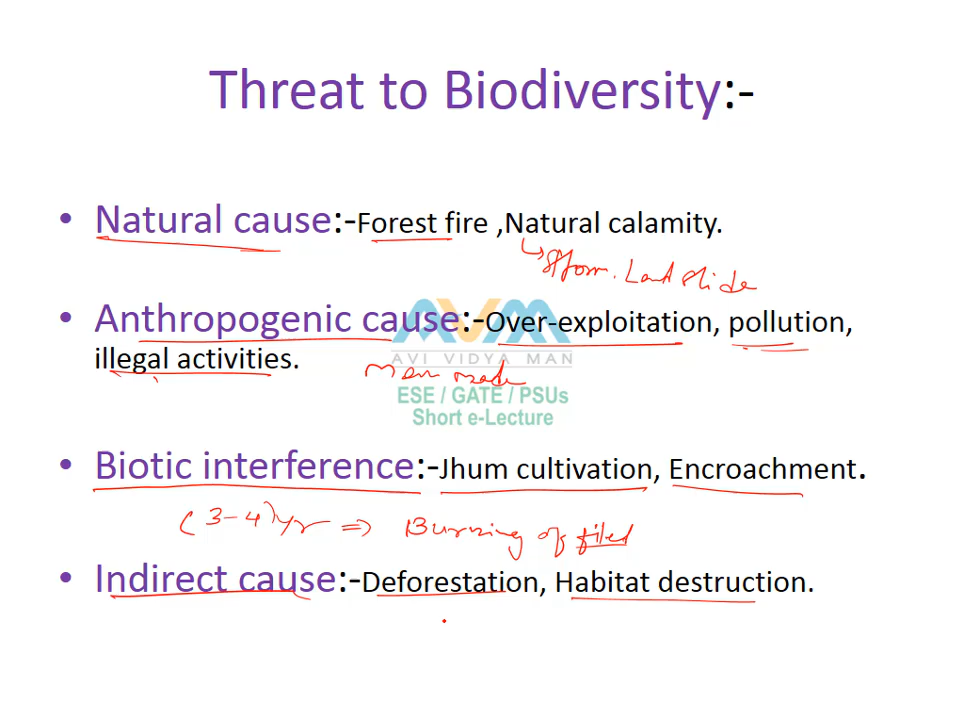 Threat to Biodiversity:-
• Natural cause:-Forest fire ,Natural calamity.
Storm. Land slide
• Anthropogenic cause:-Over-exploitation, pollution,
illegal activities.
AVM
AVI VIDYA MAN
Man made
ESE / GATE / PSUs
Short e-Lecture
• Biotic interference:-Jhum cultivation, Encroachment.
(3-4)yr ⇒ Burning of filed
• Indirect cause:-Deforestation, Habitat destruction.